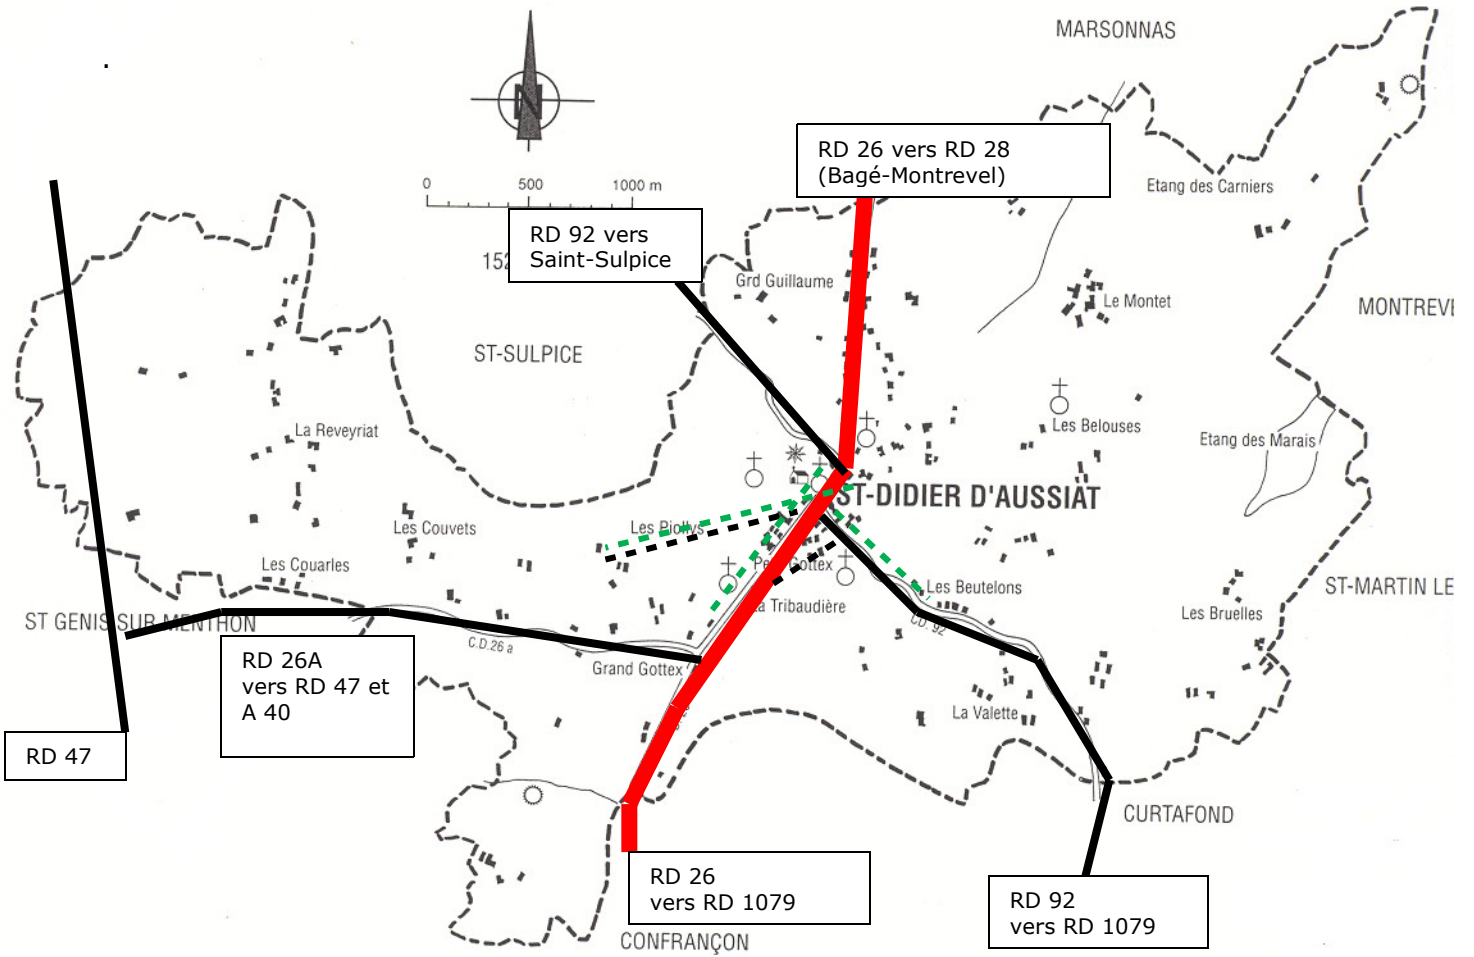 MARSONNAS
N
RD 26 vers RD 28
(Bagé-Montrevel)
0 500 1000 m
Etang des Carniers
RD 92 vers
Saint-Sulpice
152
Grd Guillaume
Le Montet
MONTREVE
ST-SULPICE
La Reveyriat
Les Belouses
Etang des Marais
ST-DIDIER D'AUSSIAT
Les Couvets
Les Piollys
Les Couarles
Gottex
Les Beutelons
ST-MARTIN LE
La Tribaudière
Les Bruelles
ST GENIS SUR MENTHON
C.D. 92
C.D.26 a
RD 26A
vers RD 47 et
A 40
Grand Gottex
La Valette
RD 47
CURTAFOND
RD 26
vers RD 1079
RD 92
vers RD 1079
CONFRANÇON